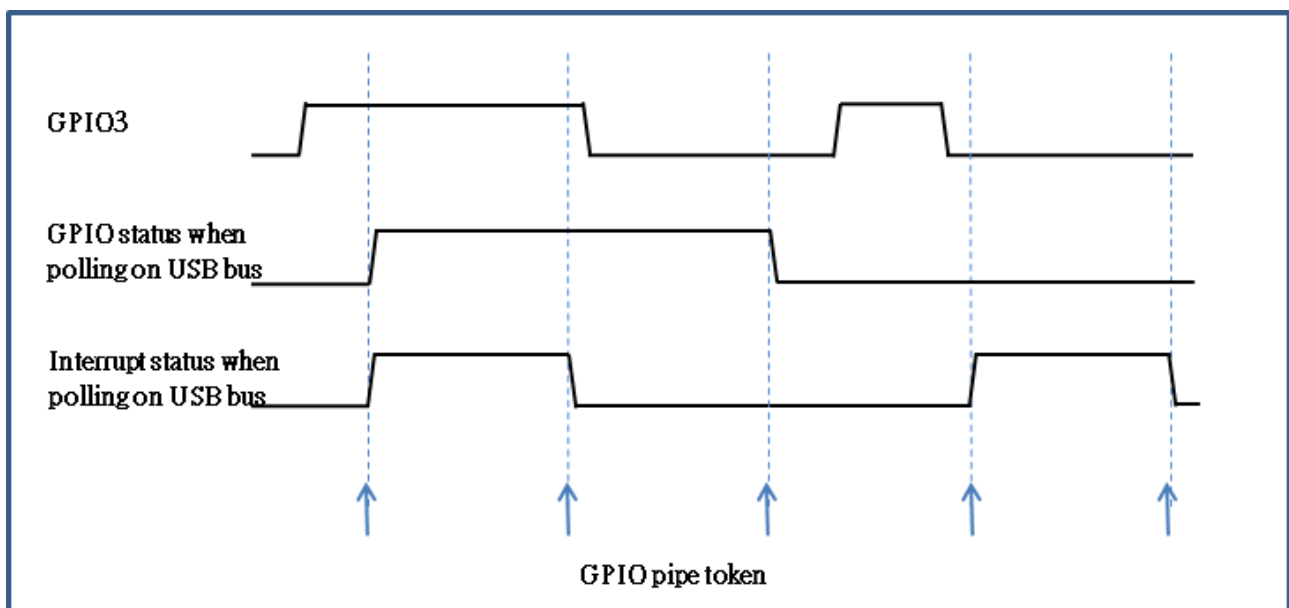 GPIO3
GPIO status when
polling on USB bus
Interrupt status when
polling on USB bus
GPIO pipe token